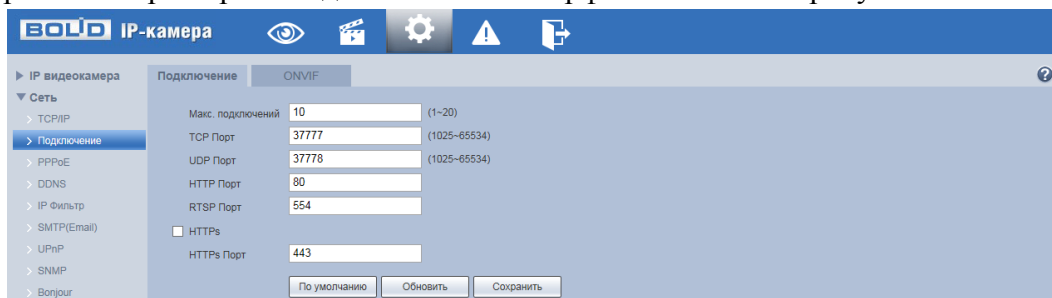 BOLID IP-камера
IP видеокамера
Сеть
TCP/IP
Подключение
PPPoE
DDNS
IP Фильтр
SMTP(Email)
UPnP
SNMP
Bonjour
Подключение ONVIF
Макс. подключений 10 (1~20)
TCP Порт 37777 (1025~65534)
UDP Порт 37778 (1025~65534)
HTTP Порт 80
RTSP Порт 554
HTTPs
HTTPs Порт 443
По умолчанию Обновить Сохранить